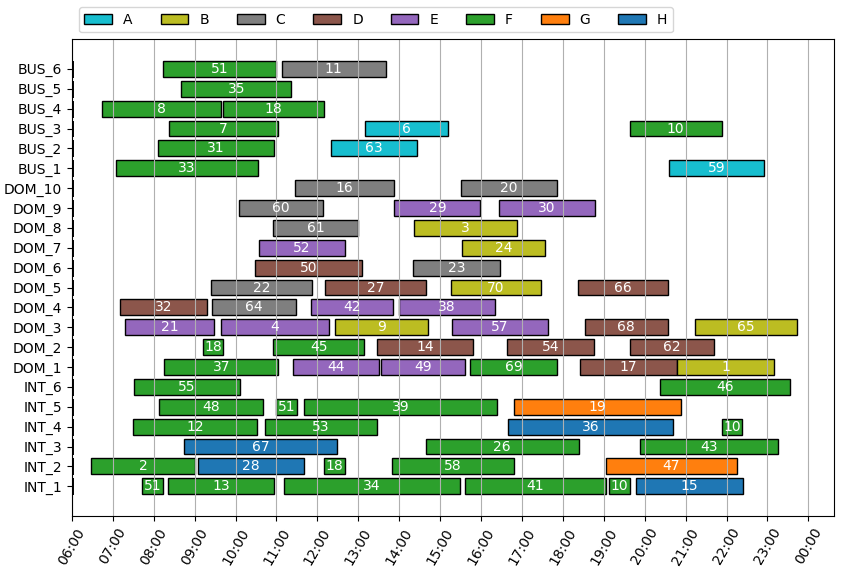 A B C D E F G H
BUS_6 51 11
BUS_5 35
BUS_4 8 18
BUS_3 7 6 10
BUS_2 31 63
BUS_1 33 59
DOM_10 16 20
DOM_9 60 29 30
DOM_8 61 3
DOM_7 52 24
DOM_6 50 23
DOM_5 22 27 70 66
DOM_4 32 64 42 38
DOM_3 21 4 9 57 68 65
DOM_2 18 45 14 54 62
DOM_1 37 44 49 69 17 1
INT_6 55 46
INT_5 48 51 39 19
INT_4 12 53 36 10
INT_3 67 26 43
INT_2 2 28 18 58 47
INT_1 51 13 34 41 10 15
06:00 07:00 08:00 09:00 10:00 11:00 12:00 13:00 14:00 15:00 16:00 17:00 18:00 19:00 20:00 21:00 22:00 23:00 00:00